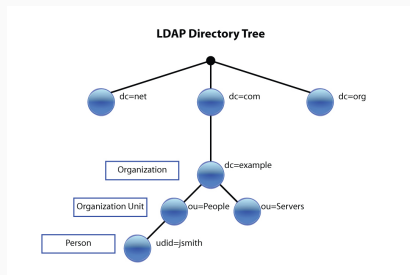 LDAP Directory Tree
dc=net
dc=com
dc=org
Organization
dc=example
Organization Unit
ou=People
ou=Servers
Person
udid=jsmith